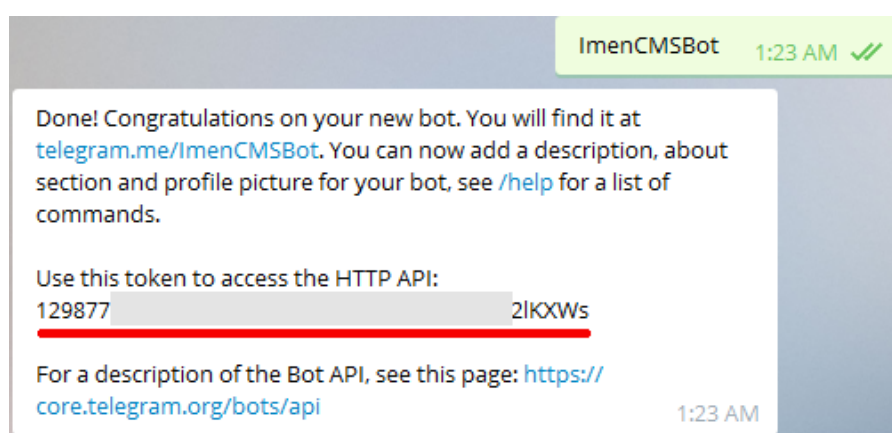 ImenCMSBot 1:23 AM
Done! Congratulations on your new bot. You will find it at
telegram.me/ImenCMSBot. You can now add a description, about
section and profile picture for your bot, see /help for a list of
commands.
Use this token to access the HTTP API:
129877 2lKXWs
For a description of the Bot API, see this page: https://
core.telegram.org/bots/api 1:23 AM